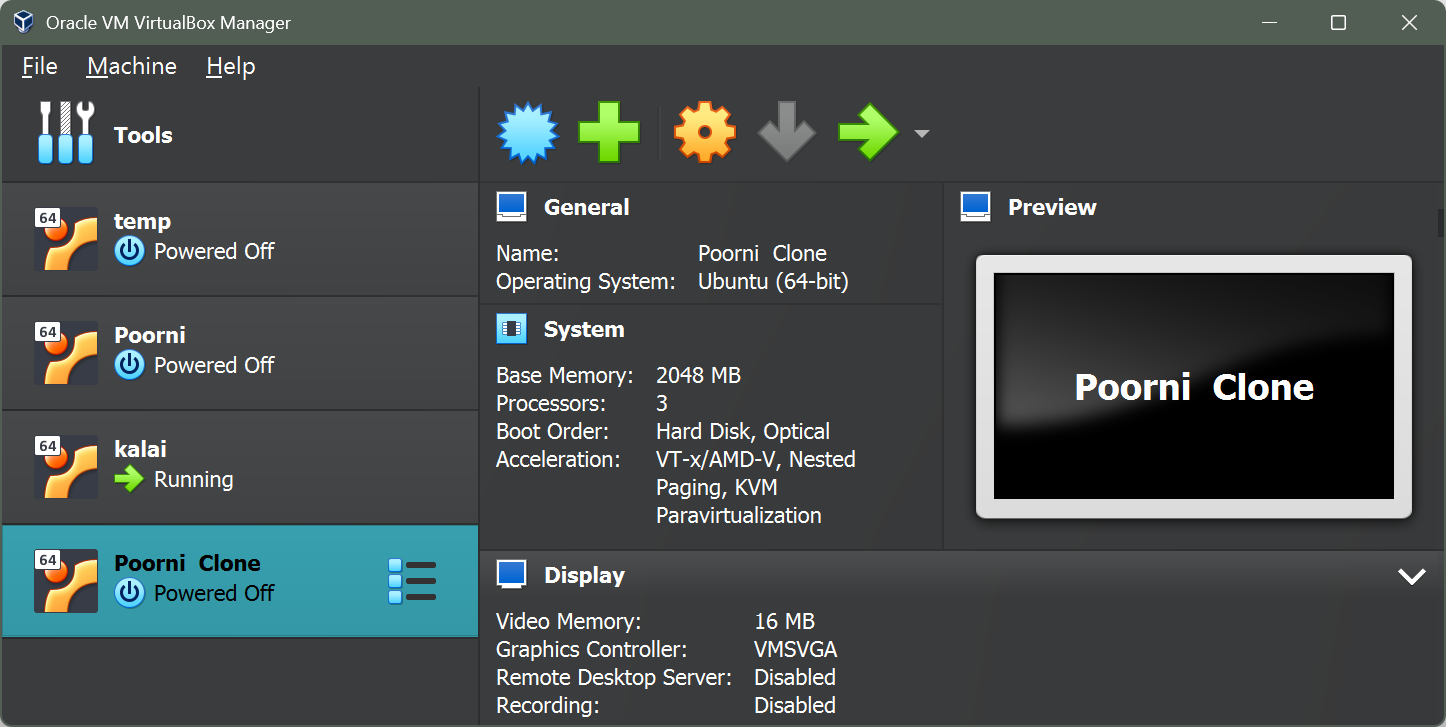 Oracle VM VirtualBox Manager
File Machine Help
Tools
64
temp
Powered Off
64
Poorni
Powered Off
64
kalai
Running
64
Poorni Clone
Powered Off
General
Name: Poorni Clone
Operating System: Ubuntu (64-bit)
System
Base Memory: 2048 MB
Processors: 3
Boot Order: Hard Disk, Optical
Acceleration: VT-x/AMD-V, Nested
Paging, KVM
Paravirtualization
Preview
Poorni Clone
Display
Video Memory: 16 MB
Graphics Controller: VMSVGA
Remote Desktop Server: Disabled
Recording: Disabled